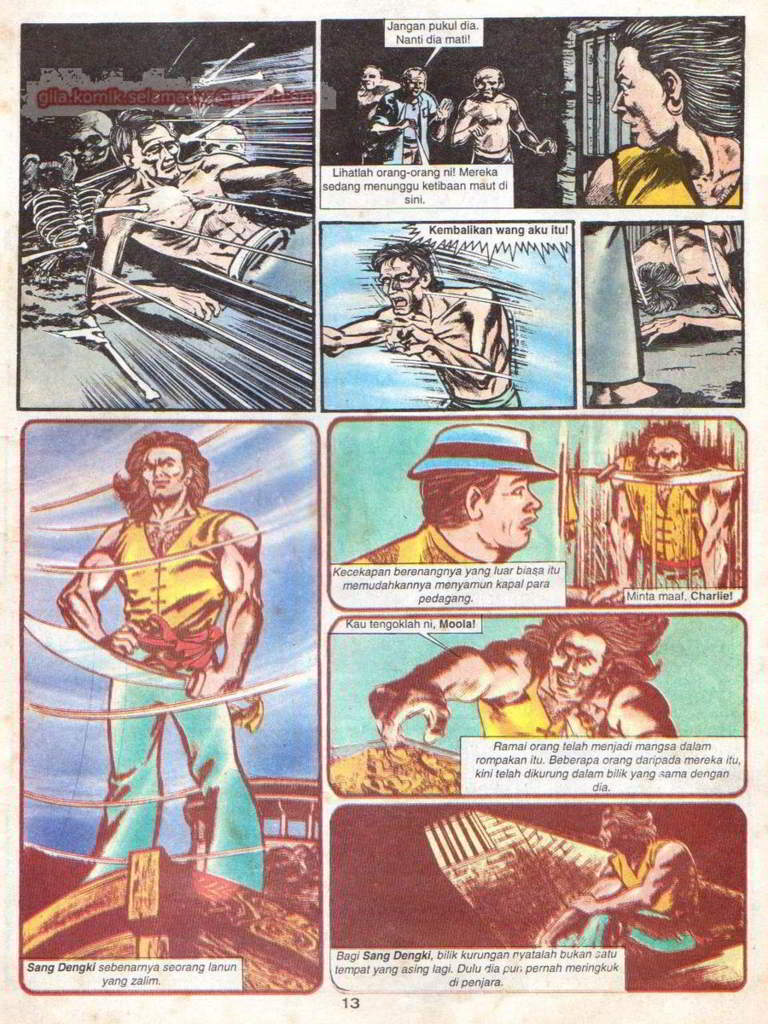 gila.komik.selamanya@
Jangan pukul dia.
Nanti dia mati!
Lihatlah orang-orang ni! Mereka
sedang menunggu ketibaan maut di
sini.
Kembalikan wang aku itu!
Sang Dengki sebenarnya seorang lanun
yang zalim.
Kecekapan berenangnya yang luar biasa itu
memudahkannya menyamun kapal para
pedagang.
Minta maaf, Charlie!
Kau tengoklah ni, Moola!
Ramai orang telah menjadi mangsa dalam
rompakan itu. Beberapa orang daripada mereka itu,
kini telah dikurung dalam bilik yang sama dengan
dia.
Bagi Sang Dengki, bilik kurungan nyatalah bukan satu
tempat yang asing lagi. Dulu dia pun pernah meringkuk
di penjara.
13